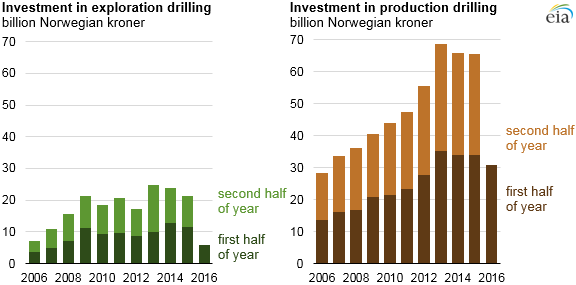 Investment in exploration drilling
billion Norwegian kroner
70
60
50
40
30
20
10
0
2006 2008 2010 2012 2014 2016
second half
of year
first half
of year
Investment in production drilling
billion Norwegian kroner
eia
70
60
50
40
30
20
10
0
2006 2008 2010 2012 2014 2016
second half
of year
first half
of year